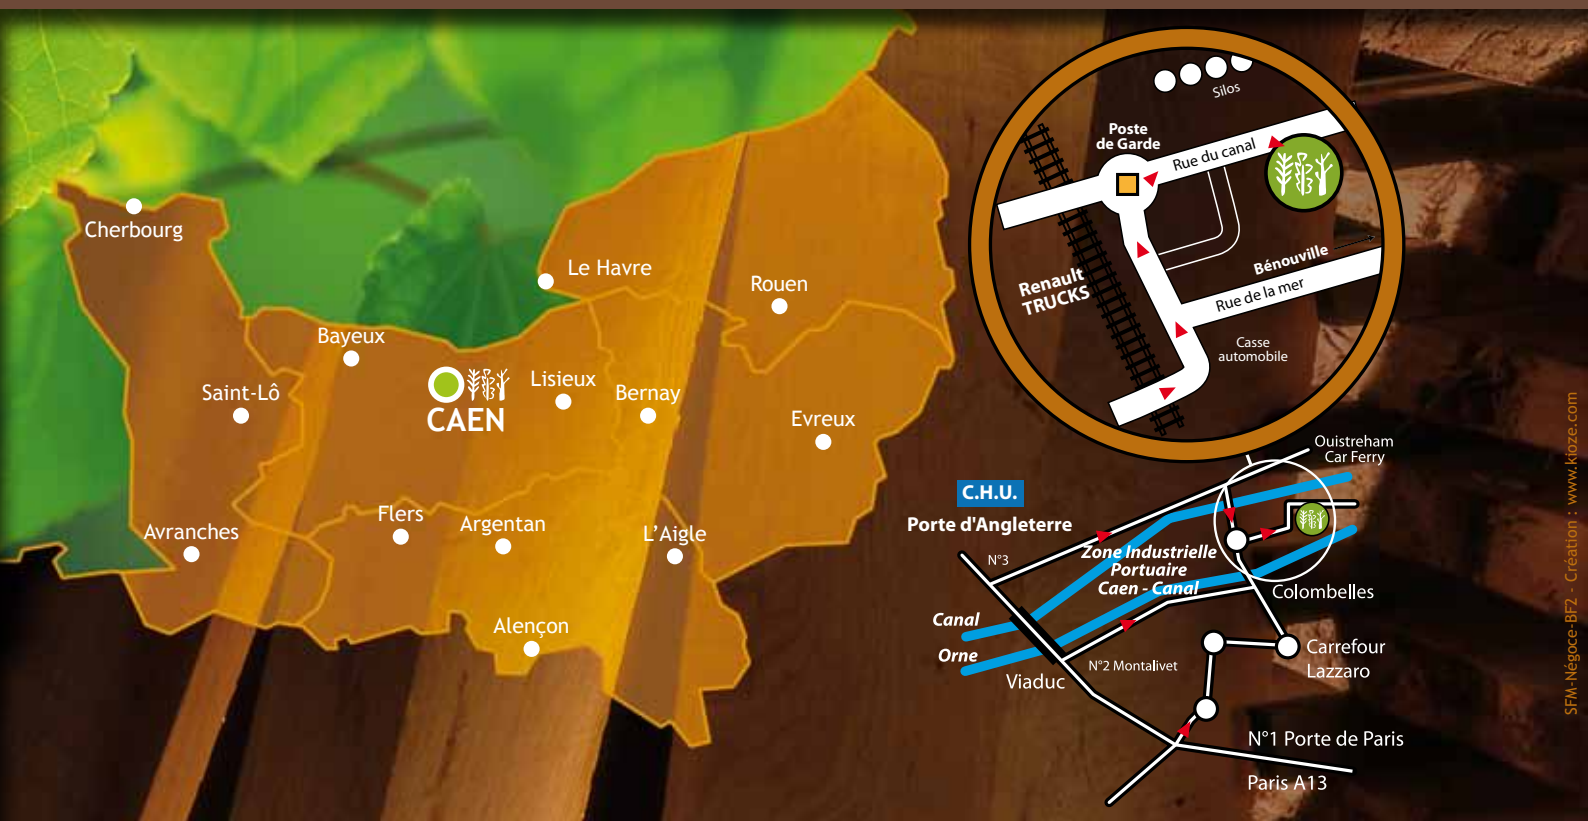 Cherbourg
Le Havre
Rouen
Bayeux
Saint-Lô
CAEN
Lisieux
Bernay
Evreux
Avranches
Flers
Argentan
L'Aigle
Alençon
Silos
Poste
de Garde
Rue du canal
Renault
TRUCKS
Bénouville
Rue de la mer
Casse
automobile
Ouistreham
Car Ferry
C.H.U.
Porte d'Angleterre
N°3
Zone Industrielle
Portuaire
Caen - Canal
Canal
Orne
Viaduc
N°2 Montalivet
Colombelles
Carrefour
Lazzaro
N°1 Porte de Paris
Paris A13
SFM-Négoce-BF2 - Création : www.kioze.com